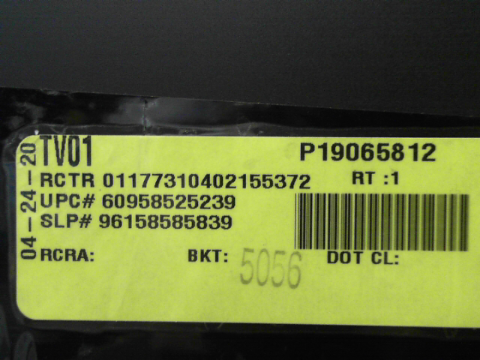 04-24-20
TV01 P19065812
RCTR 01177310402155372 RT :1
UPC# 60958525239
SLP# 96158585839
RCRA: BKT: 5056 DOT CL: